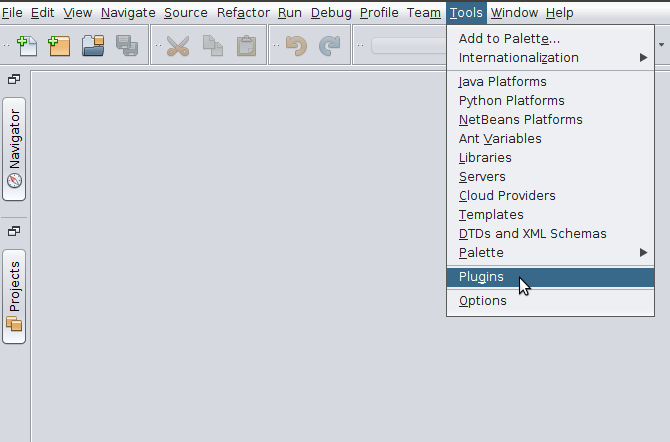 File Edit View Navigate Source Refactor Run Debug Profile Team Tools Window Help
Add to Palette...
Internationalization
Java Platforms
Python Platforms
NetBeans Platforms
Ant Variables
Libraries
Servers
Cloud Providers
Templates
DTDs and XML Schemas
Palette
Plugins
Options
Navigator
Projects